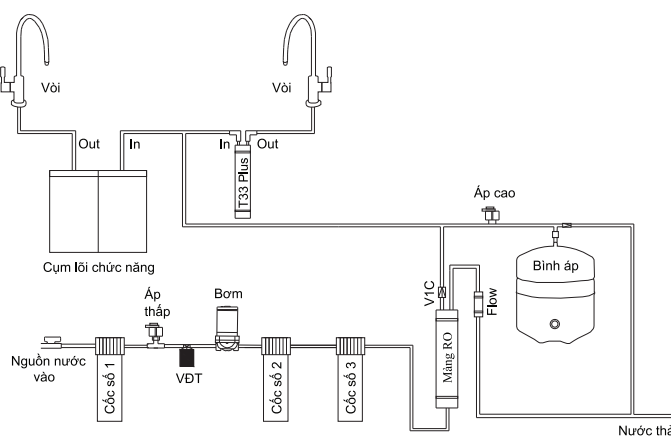 Vòi
Vòi
Out
In
In
Out
T33 Plus
Áp cao
Cụm lõi chức năng
Bình áp
V1C
Flow
Áp
thấp
Bơm
Màng RO
Nguồn nước
vào
Cốc số 1
VĐT
Cốc số 2
Cốc số 3
Nước